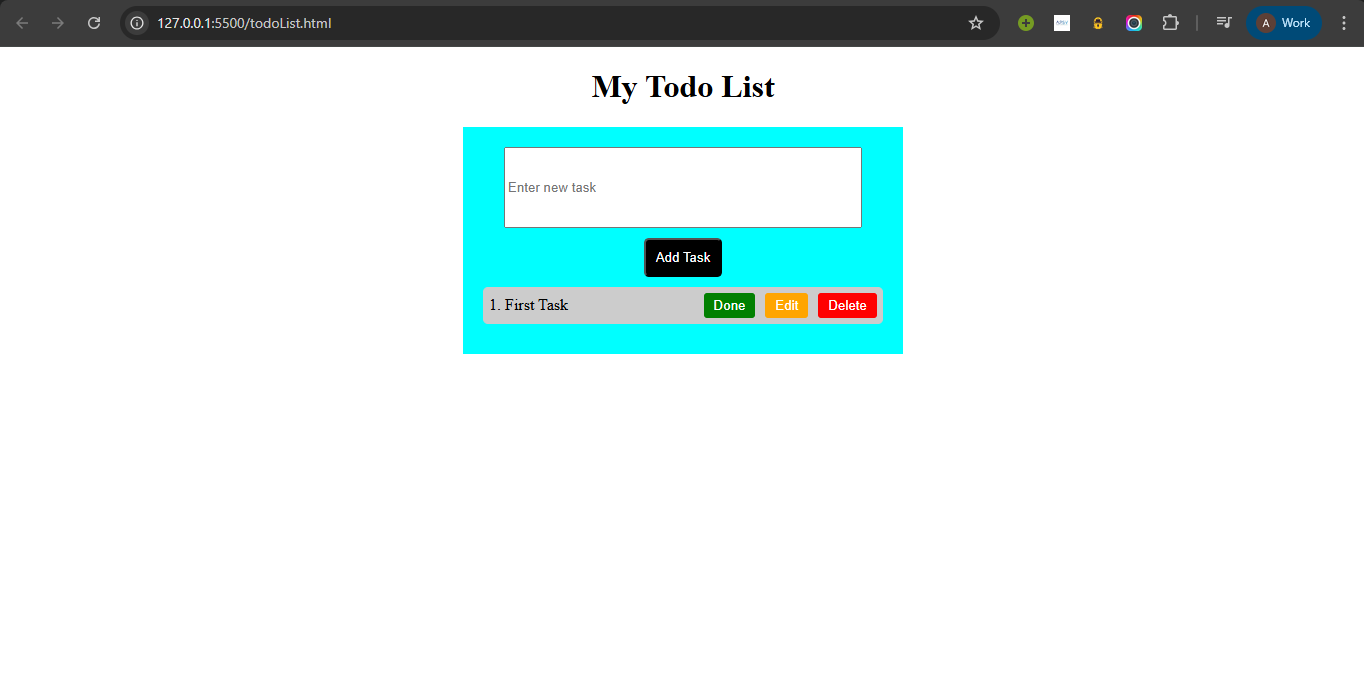 127.0.0.1:5500/todoList.html
A Work
My Todo List
Enter new task
Add Task
1. First Task Done Edit Delete